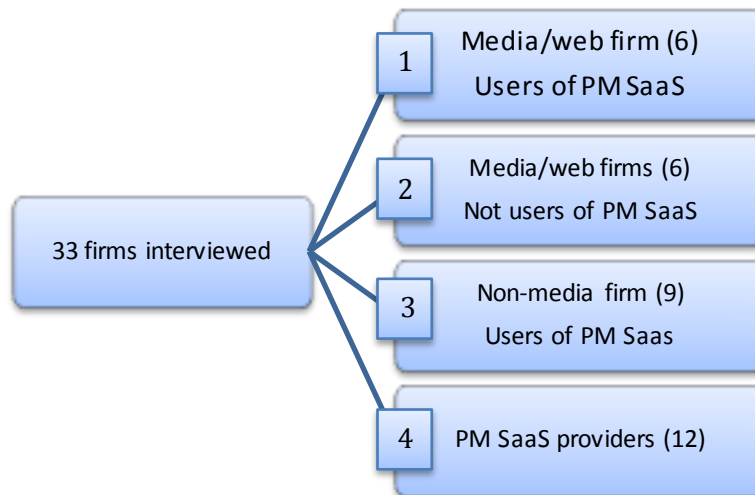 1
Media/web firm (6)
Users of PM SaaS
2
Media/web firms (6)
Not users of PM SaaS
33 firms interviewed
3
Non-media firm (9)
Users of PM Saas
4
PM SaaS providers (12)